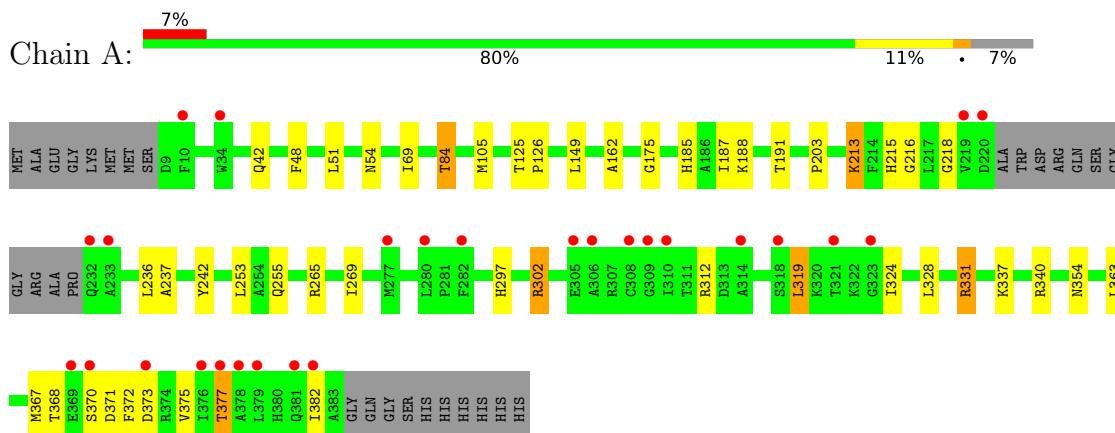 7%
Chain A:
80% 11% • 7%
MET ALA GLU GLY LYS MET MET SER D9 F10 W34 Q42 F48 L51 N54 I69 T84 M105 T125 P126 L149 A162 G175 H185 A186 I187 K188 T191 P203 K213 F214 H215 G216 L217 G218 V219 D220 ALA TRP ASP ARG GLN SER GLY
GLY ARG ALA PRO Q232 A233 L236 A237 Y242 L253 A254 Q255 R265 I269 M277 L280 P281 F282 H297 R302 E305 A306 R307 C308 G309 I310 T311 R312 D313 A314 S318 L319 K320 T321 K322 G323 I324 L328 R331 K337 R340 N354 L363
M367 T368 E369 S370 D371 F372 D373 R374 V375 I376 T377 A378 L379 H380 Q381 I382 A383 GLY GLN GLY SER HIS HIS HIS HIS HIS HIS